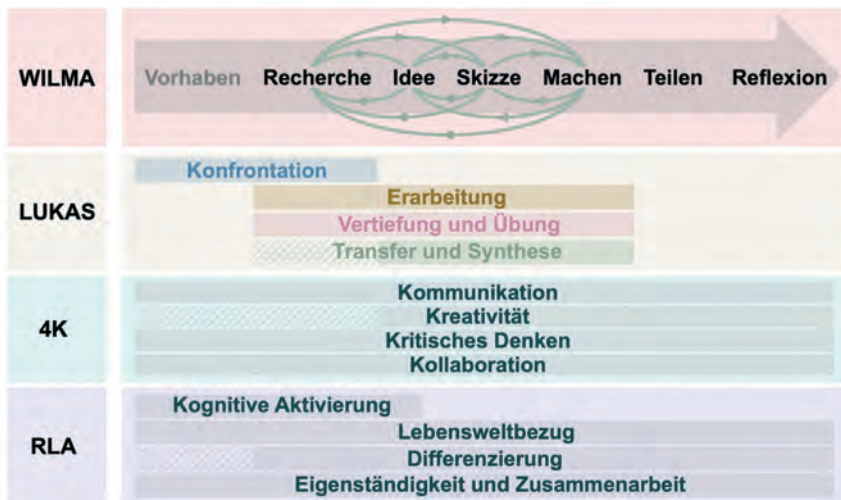 WILMA
Vorhaben Recherche Idee Skizze Machen Teilen Reflexion
LUKAS
Konfrontation
Erarbeitung
Vertiefung und Übung
Transfer und Synthese
4K
Kommunikation
Kreativität
Kritisches Denken
Kollaboration
RLA
Kognitive Aktivierung
Lebensweltbezug
Differenzierung
Eigenständigkeit und Zusammenarbeit